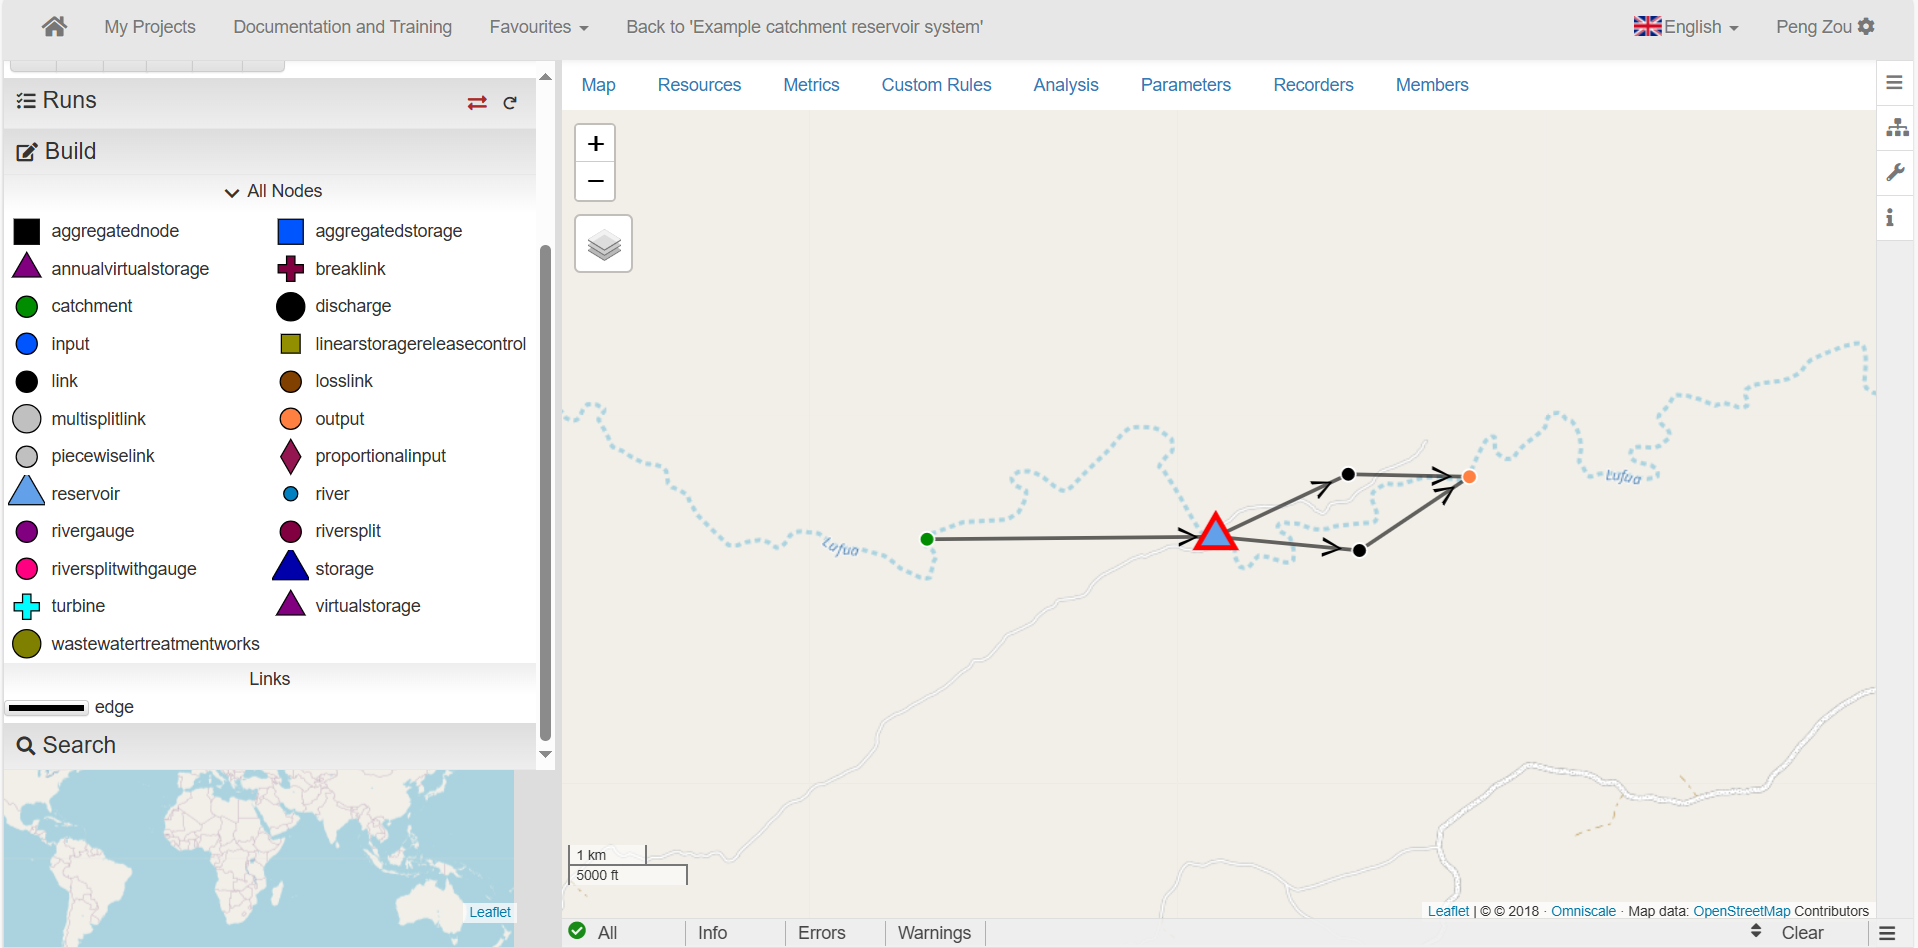 My Projects Documentation and Training Favourites Back to 'Example catchment reservoir system' English Peng Zou
Runs
Build
All Nodes
aggregatednode aggregatedstorage
annualvirtualstorage breaklink
catchment discharge
input linearstoragereleasecontrol
link losslink
multisplitlink output
piecewiselink proportionalinput
reservoir river
rivergauge riversplit
riversplitwithgauge storage
turbine virtualstorage
wastewatertreatmentworks
Links
edge
Search
Leaflet
Map Resources Metrics Custom Rules Analysis Parameters Recorders Members
+
−
Lufua
Lufua
1 km
5000 ft
Leaflet | © © 2018 · Omniscale · Map data: OpenStreetMap Contributors
All Info Errors Warnings Clear